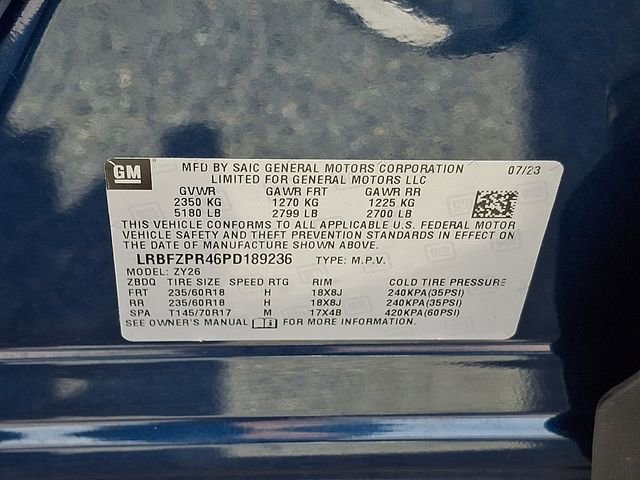 GM
MFD BY SAIC GENERAL MOTORS CORPORATION 07/23
LIMITED FOR GENERAL MOTORS LLC
GVWR GAWR FRT GAWR RR
2350 KG 1270 KG 1225 KG
5180 LB 2799 LB 2700 LB
THIS VEHICLE CONFORMS TO ALL APPLICABLE U.S. FEDERAL MOTOR
VEHICLE SAFETY AND THEFT PREVENTION STANDARDS IN EFFECT ON
THE DATE OF MANUFACTURE SHOWN ABOVE.
LRBFZPR46PD189236 TYPE: M.P.V.
MODEL: ZY26
ZBDQ TIRE SIZE SPEED RTG RIM COLD TIRE PRESSURE
FRT 235/60R18 H 18X8J 240KPA(35PSI)
RR 235/60R18 H 18X8J 240KPA(35PSI)
SPA T145/70R17 M 17X4B 420KPA(60PSI)
SEE OWNER'S MANUAL FOR MORE INFORMATION.